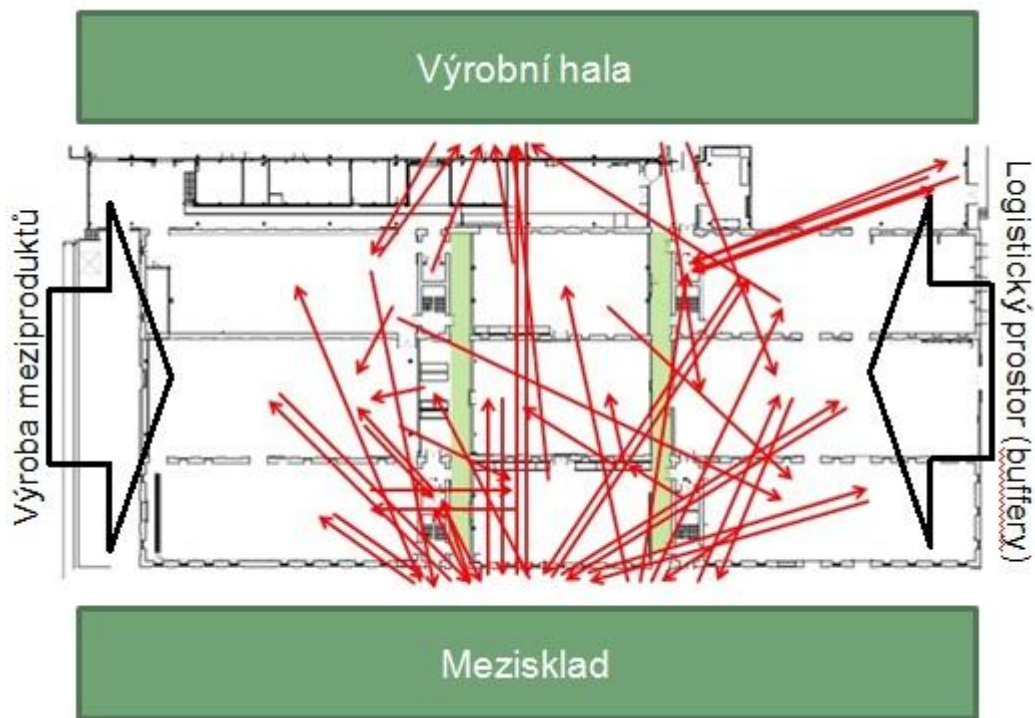 Výrobní hala
Výroba meziproduktů
Logistický prostor (buffery)
Mezisklad